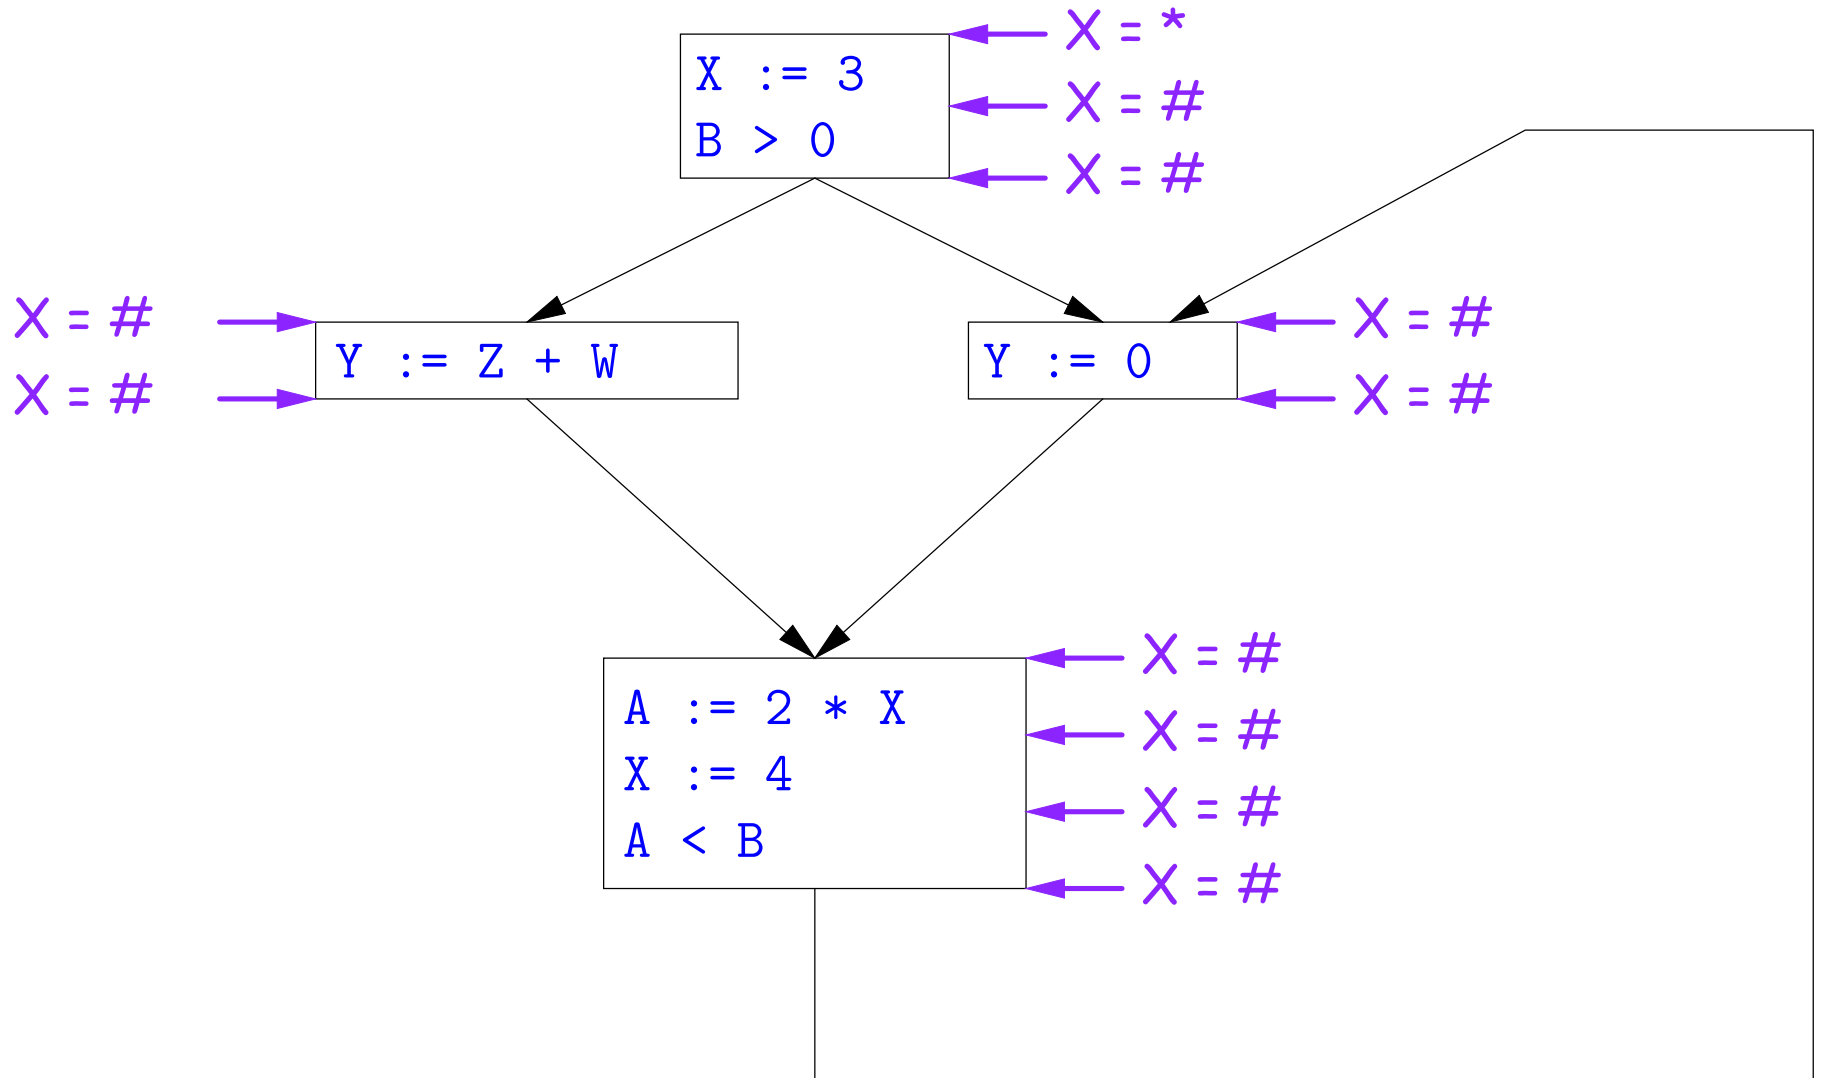 X = *
X := 3
X = #
B > 0
X = #
X = #
X = #
Y := Z + W
Y := 0
X = #
X = #
X = #
A := 2 * X
X = #
X := 4
X = #
A < B
X = #